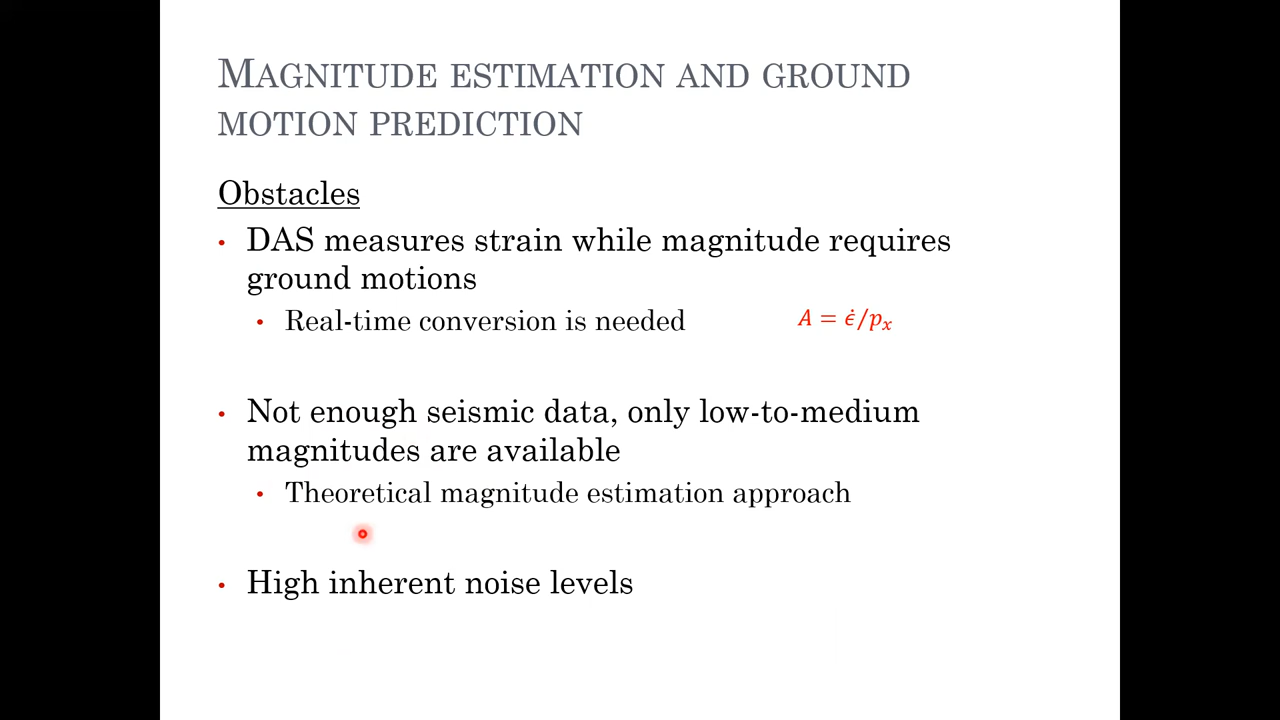 MAGNITUDE ESTIMATION AND GROUND
MOTION PREDICTION
Obstacles
• DAS measures strain while magnitude requires
ground motions
• Real-time conversion is needed
A = ϵ̇/pₓ
• Not enough seismic data, only low-to-medium
magnitudes are available
• Theoretical magnitude estimation approach
• High inherent noise levels